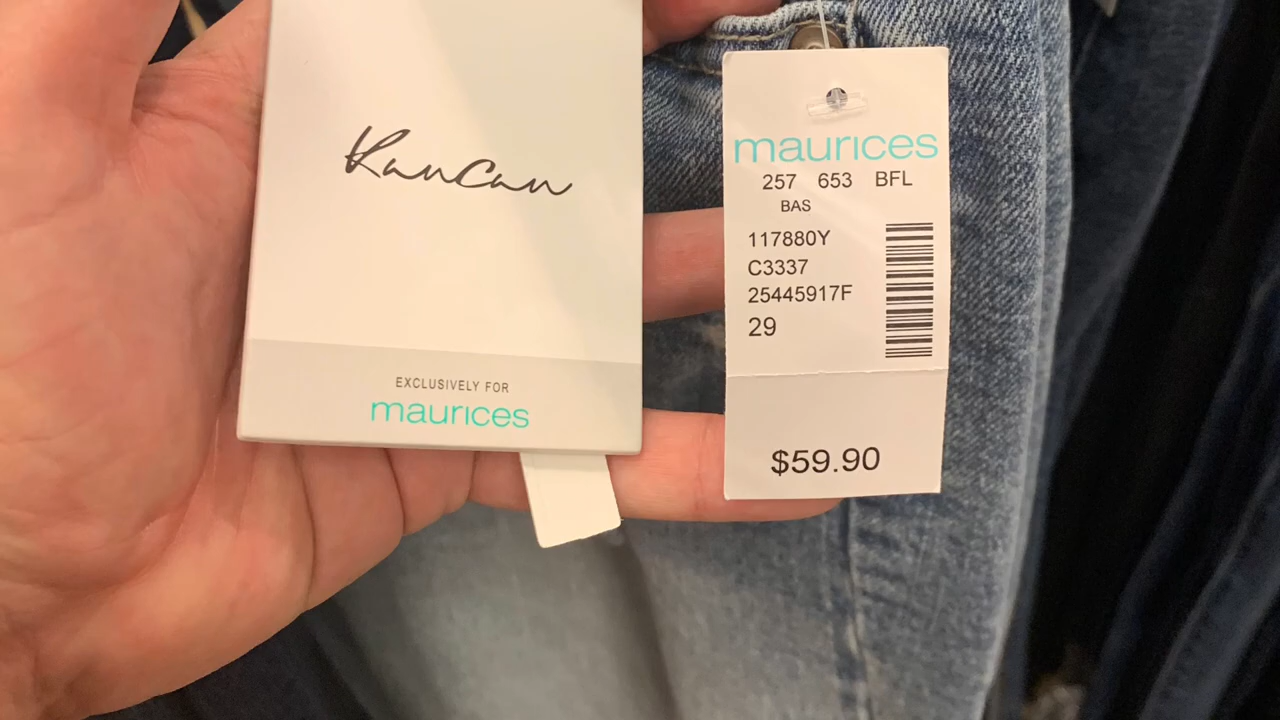 KanCan
EXCLUSIVELY FOR
maurices
maurices
257 653 BFL
BAS
117880Y
C3337
25445917F
29
$59.90